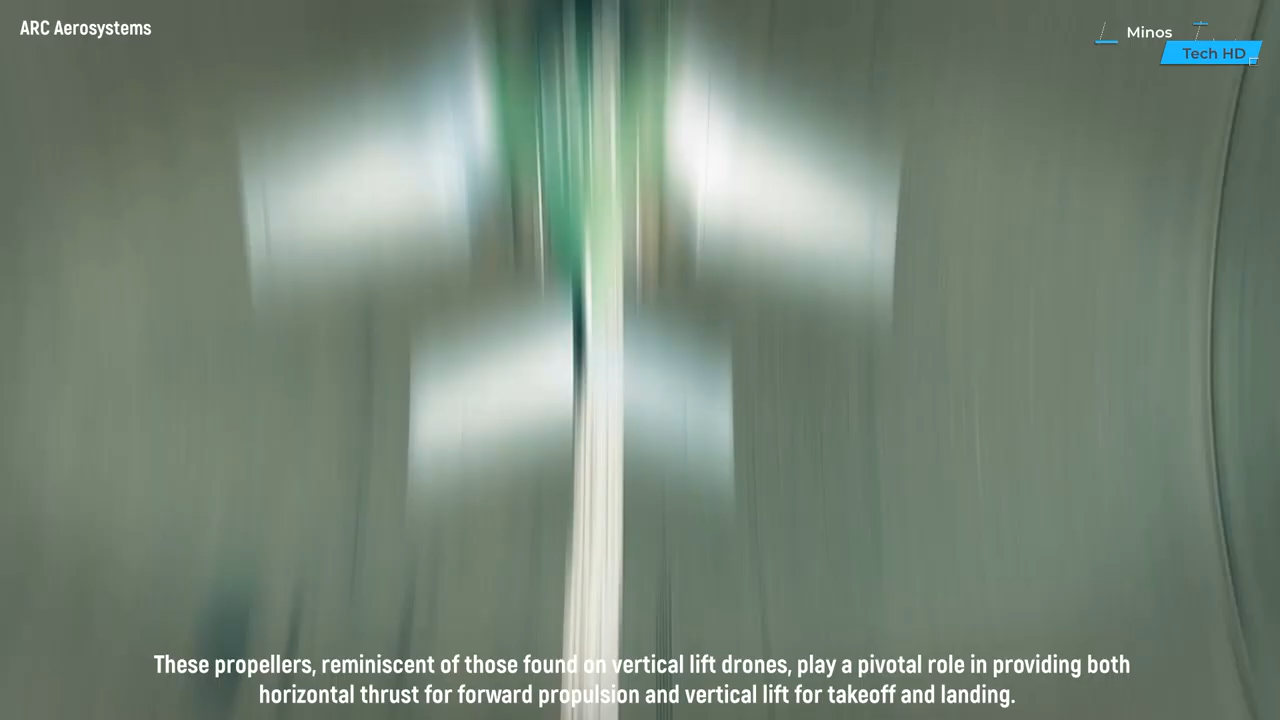 ARC Aerosystems
Minos
Tech HD
These propellers, reminiscent of those found on vertical lift drones, play a pivotal role in providing both
horizontal thrust for forward propulsion and vertical lift for takeoff and landing.